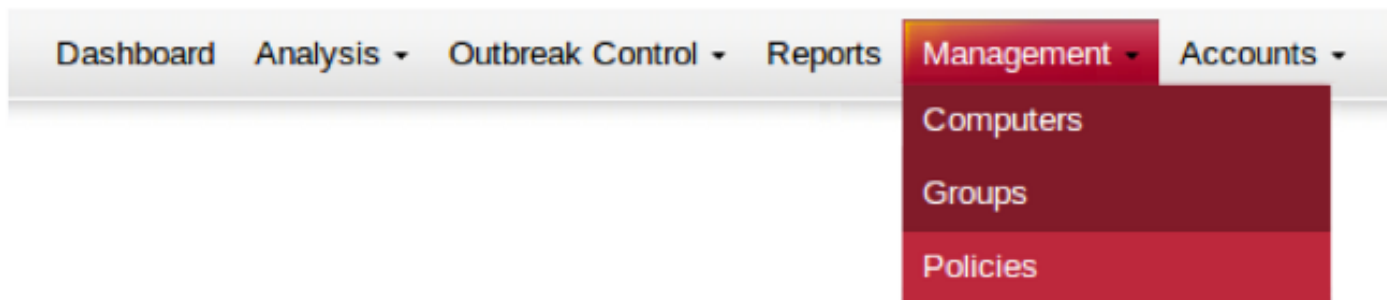 Dashboard Analysis Outbreak Control Reports Management Accounts
Computers
Groups
Policies